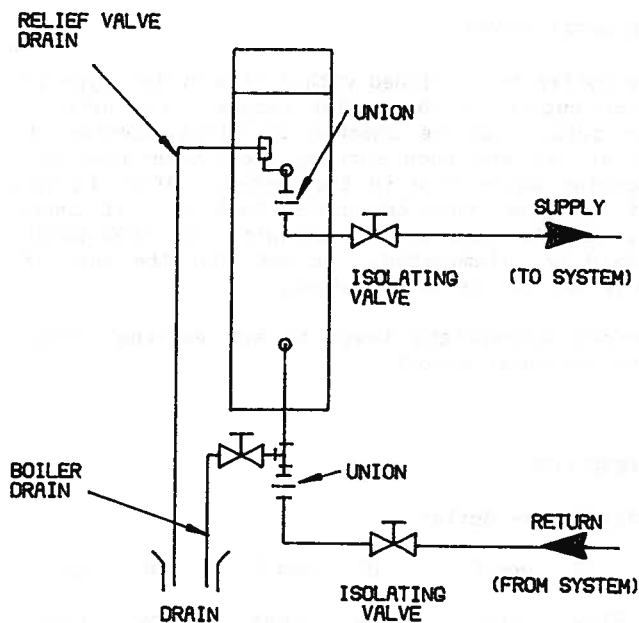 RELIEF VALVE
DRAIN
UNION
SUPPLY
ISOLATING
VALVE
(TO SYSTEM)
BOILER
DRAIN
UNION
RETURN
DRAIN
ISOLATING
VALVE
(FROM SYSTEM)